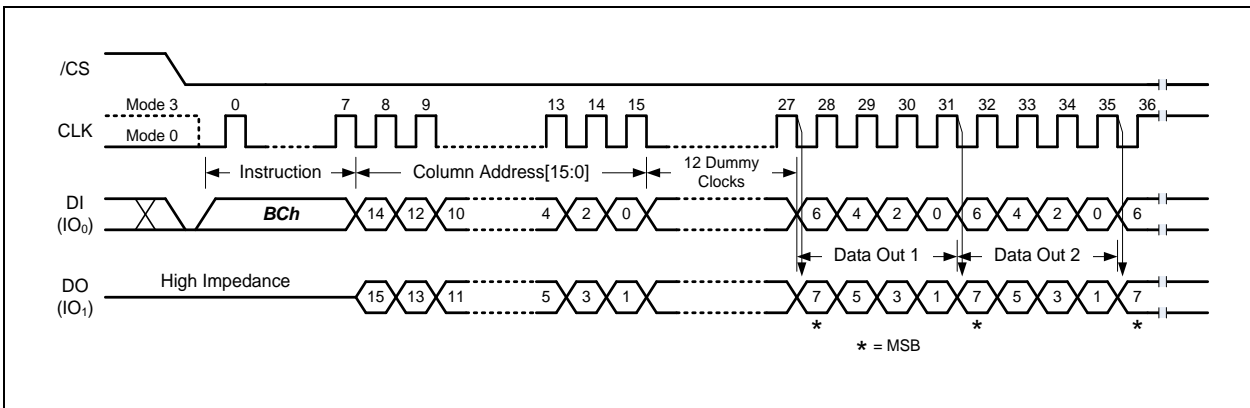 /CS
Mode 3 0 7 8 9 13 14 15 27 28 29 30 31 32 33 34 35 36
CLK Mode 0
Instruction Column Address[15:0] 12 Dummy
Clocks
DI
(IO0) BCh 14 12 10 4 2 0 6 4 2 0 6 4 2 0 6
Data Out 1 Data Out 2
High Impedance
DO
(IO1) 15 13 11 5 3 1 7 5 3 1 7 5 3 1 7
* * *
* = MSB